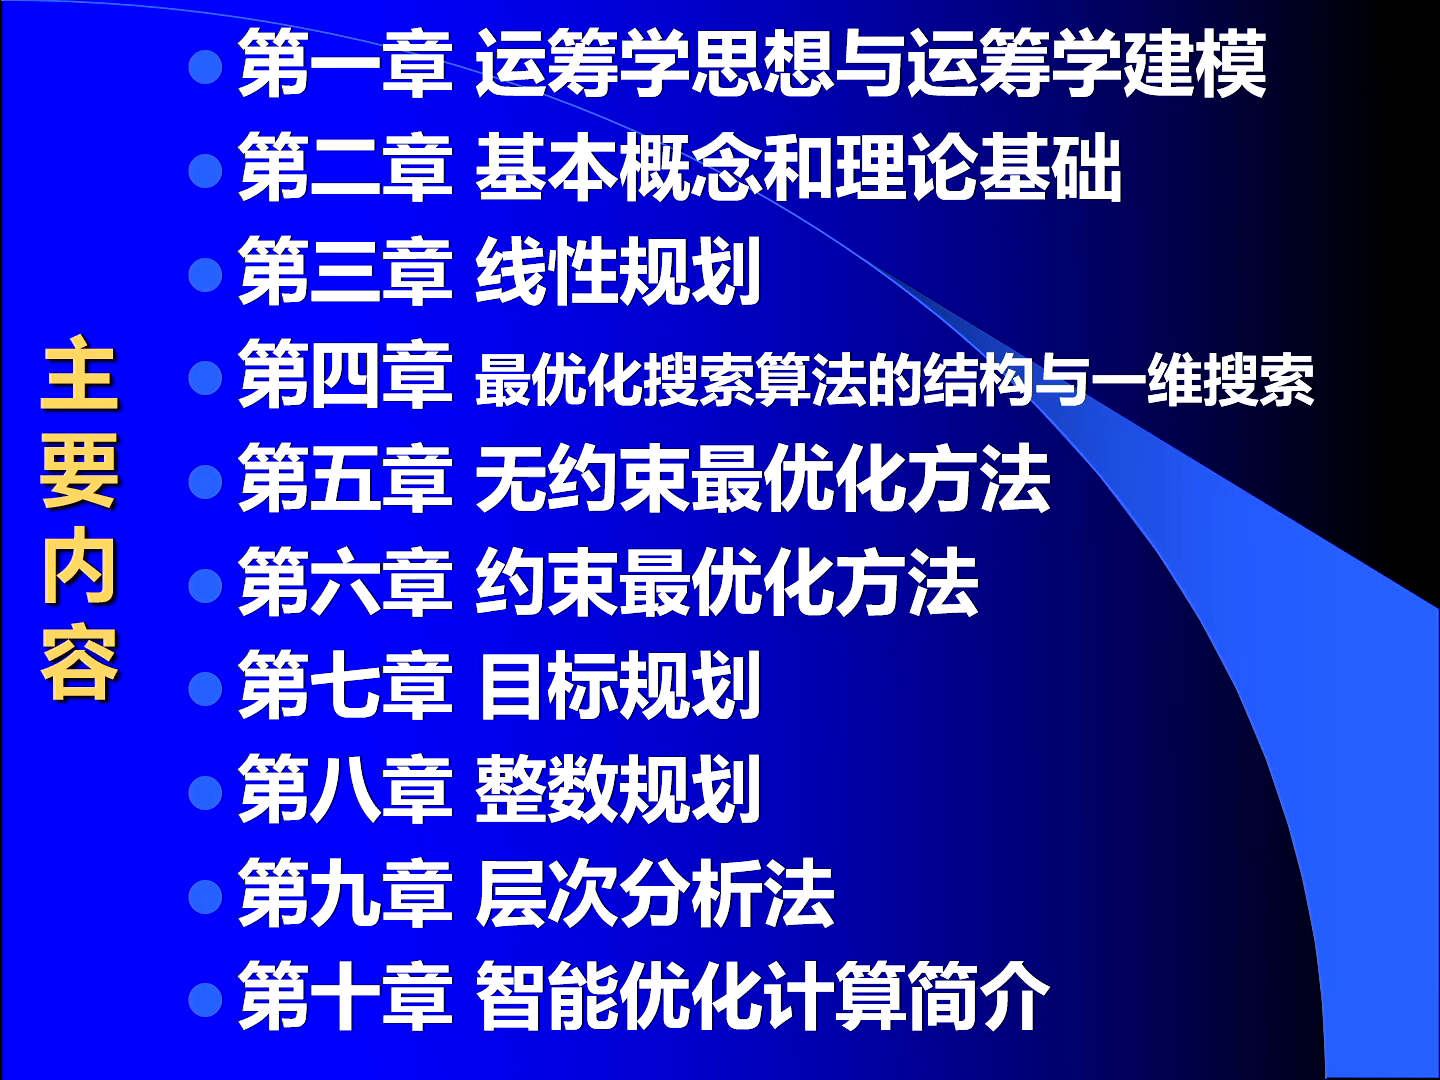 主要内容
第一章 运筹学思想与运筹学建模
第二章 基本概念和理论基础
第三章 线性规划
第四章 最优化搜索算法的结构与一维搜索
第五章 无约束最优化方法
第六章 约束最优化方法
第七章 目标规划
第八章 整数规划
第九章 层次分析法
第十章 智能优化计算简介